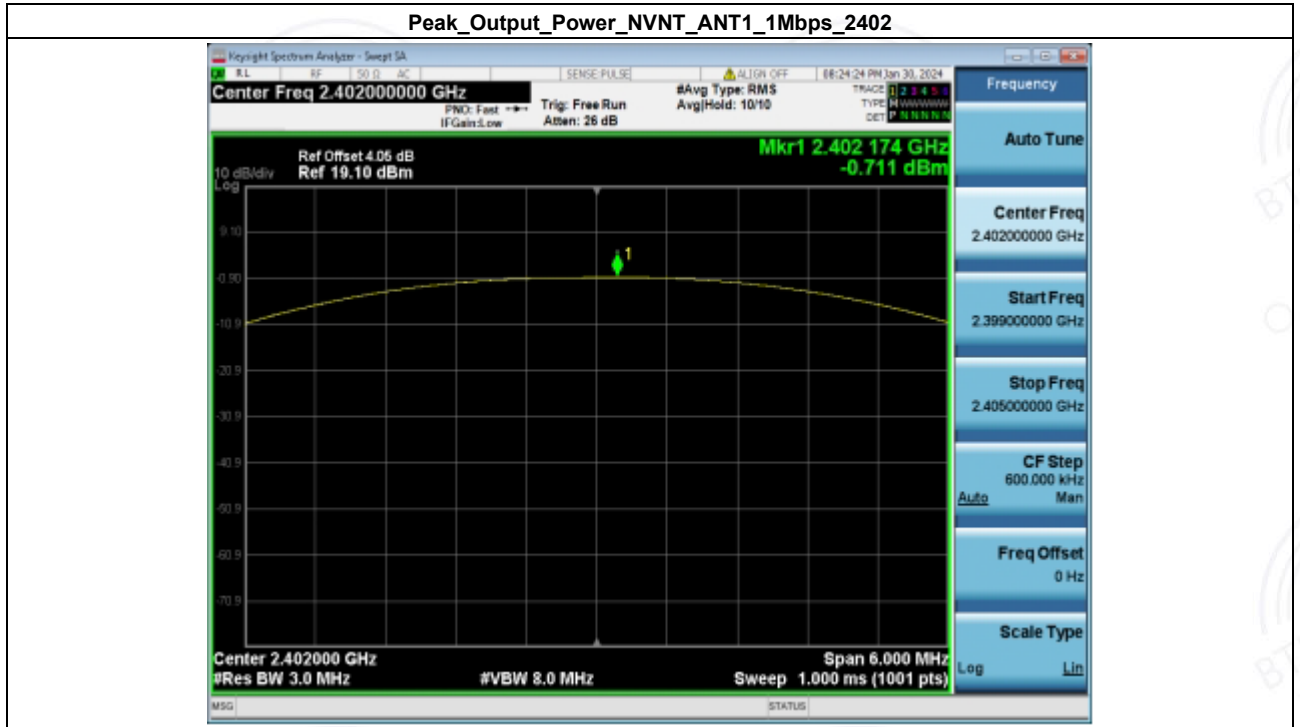 Peak_Output_Power_NVNT_ANT1_1Mbps_2402
Keysight Spectrum Analyzer - Swept SA
RL RF 50 Ω AC SENSE:PULSE ALIGN OFF 08:24:24 PM Jan 30, 2024
Center Freq 2.402000000 GHz
PNO: Fast
IFGain:Low
Trig: Free Run
Atten: 26 dB
#Avg Type: RMS
Avg|Hold: 10/10
TRACE 1 2 3 4 5 6
TYPE M WWWWW
DET P N N N N N
Ref Offset 4.05 dB
10 dB/div Ref 19.10 dBm
Log
Mkr1 2.402 174 GHz
-0.711 dBm
9.10
-0.90
-10.9
-20.9
-30.9
-40.9
-50.9
-60.9
-70.9
1
Center 2.402000 GHz Span 6.000 MHz
#Res BW 3.0 MHz #VBW 8.0 MHz Sweep 1.000 ms (1001 pts)
MSG STATUS
Frequency
Auto Tune
Center Freq
2.402000000 GHz
Start Freq
2.399000000 GHz
Stop Freq
2.405000000 GHz
CF Step
600.000 kHz
Auto Man
Freq Offset
0 Hz
Scale Type
Log Lin